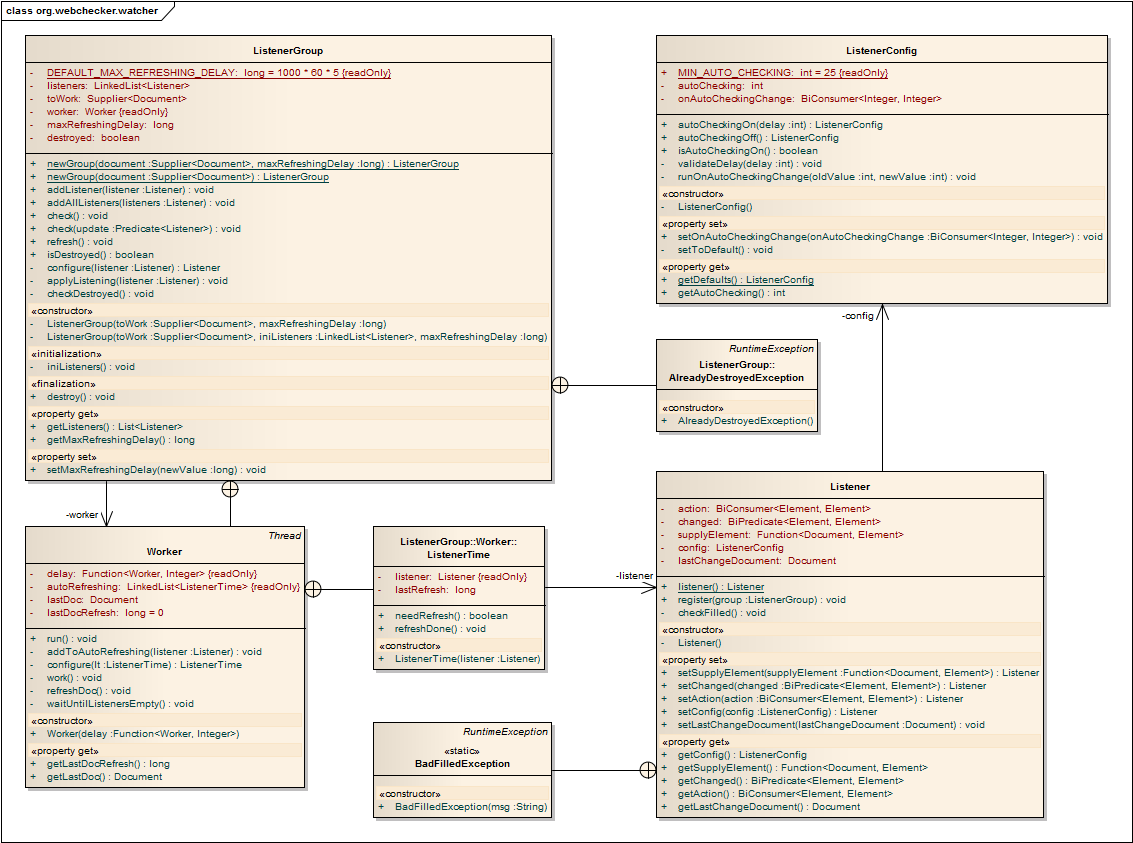 class org.webchecker.watcher
ListenerGroup
- DEFAULT_MAX_REFRESHING_DELAY: long = 1000 * 60 * 5 {readOnly}
- listeners: LinkedList<Listener>
- toWork: Supplier<Document>
- worker: Worker {readOnly}
- maxRefreshingDelay: long
- destroyed: boolean
+ newGroup(document :Supplier<Document>, maxRefreshingDelay :long) : ListenerGroup
+ newGroup(document :Supplier<Document>) : ListenerGroup
+ addListener(listener :Listener) : void
+ addAllListeners(listeners :Listener) : void
+ check() : void
+ check(update :Predicate<Listener>) : void
+ refresh() : void
+ isDestroyed() : boolean
- configure(listener :Listener) : Listener
- applyListening(listener :Listener) : void
- checkDestroyed() : void
«constructor»
- ListenerGroup(toWork :Supplier<Document>, maxRefreshingDelay :long)
- ListenerGroup(toWork :Supplier<Document>, iniListeners :LinkedList<Listener>, maxRefreshingDelay :long)
«initialization»
- iniListeners() : void
«finalization»
+ destroy() : void
«property get»
+ getListeners() : List<Listener>
+ getMaxRefreshingDelay() : long
«property set»
+ setMaxRefreshingDelay(newValue :long) : void
ListenerConfig
+ MIN_AUTO_CHECKING: int = 25 {readOnly}
- autoChecking: int
- onAutoCheckingChange: BiConsumer<Integer, Integer>
+ autoCheckingOn(delay :int) : ListenerConfig
+ autoCheckingOff() : ListenerConfig
+ isAutoCheckingOn() : boolean
- validateDelay(delay :int) : void
- runOnAutoCheckingChange(oldValue :int, newValue :int) : void
«constructor»
- ListenerConfig()
«property set»
+ setOnAutoCheckingChange(onAutoCheckingChange :BiConsumer<Integer, Integer>) : void
- setToDefault() : void
«property get»
+ getDefaults() : ListenerConfig
+ getAutoChecking() : int
-config
RuntimeException
ListenerGroup::
AlreadyDestroyedException
«constructor»
+ AlreadyDestroyedException()
-worker
Thread
Worker
- delay: Function<Worker, Integer> {readOnly}
- autoRefreshing: LinkedList<ListenerTime> {readOnly}
- lastDoc: Document
- lastDocRefresh: long = 0
+ run() : void
- addToAutoRefreshing(listener :Listener) : void
- configure(lt :ListenerTime) : ListenerTime
- work() : void
- refreshDoc() : void
- waitUntilListenersEmpty() : void
«constructor»
+ Worker(delay :Function<Worker, Integer>)
«property get»
+ getLastDocRefresh() : long
+ getLastDoc() : Document
ListenerGroup::Worker::
ListenerTime
- listener: Listener {readOnly}
- lastRefresh: long
+ needRefresh() : boolean
+ refreshDone() : void
«constructor»
+ ListenerTime(listener :Listener)
-listener
RuntimeException
«static»
BadFilledException
«constructor»
+ BadFilledException(msg :String)
Listener
- action: BiConsumer<Element, Element>
- changed: BiPredicate<Element, Element>
- supplyElement: Function<Document, Element>
- config: ListenerConfig
- lastChangeDocument: Document
+ listener() : Listener
+ register(group :ListenerGroup) : void
- checkFilled() : void
«constructor»
- Listener()
«property set»
+ setSupplyElement(supplyElement :Function<Document, Element>) : Listener
+ setChanged(changed :BiPredicate<Element, Element>) : Listener
+ setAction(action :BiConsumer<Element, Element>) : Listener
+ setConfig(config :ListenerConfig) : Listener
+ setLastChangeDocument(lastChangeDocument :Document) : void
«property get»
+ getConfig() : ListenerConfig
+ getSupplyElement() : Function<Document, Element>
+ getChanged() : BiPredicate<Element, Element>
+ getAction() : BiConsumer<Element, Element>
+ getLastChangeDocument() : Document